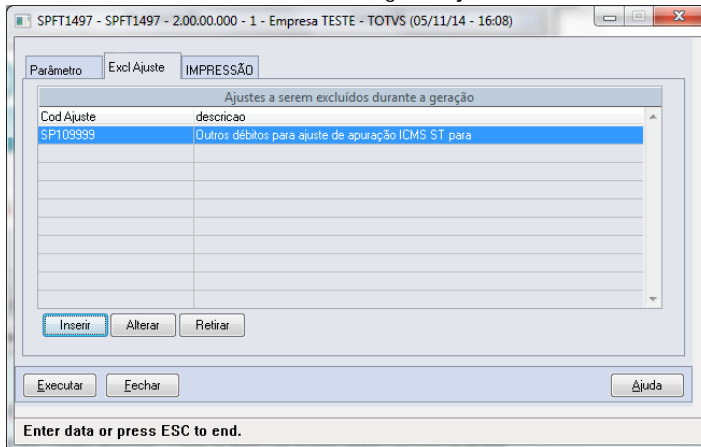 SPFT1497 - SPFT1497 - 2.00.00.000 - 1 - Empresa TESTE - TOTVS (05/11/14 - 16:08)
Parâmetro Excl Ajuste IMPRESSÃO
Ajustes a serem excluídos durante a geração
Cod Ajuste descricao
SP109999 Outros débitos para ajuste de apuração ICMS ST para
Inserir Alterar Retirar
Executar Fechar Ajuda
Enter data or press ESC to end.